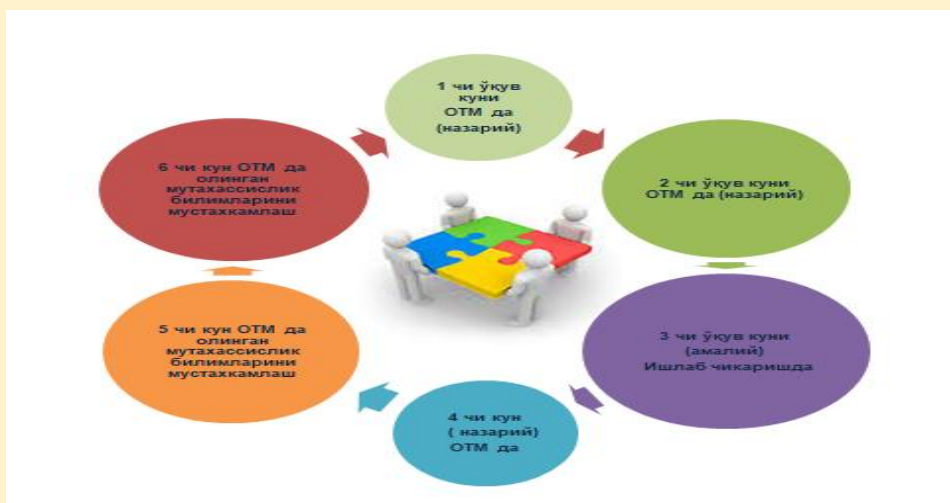 1 чи ўқув
куни
ОТМ да
(назарий)
2 чи ўқув куни
ОТМ да (назарий)
3 чи ўқув куни
(амалий)
Ишлаб чикаришда
4 чи кун
( назарий)
ОТМ да
5 чи кун ОТМ да
олинган
мутахассислик
билимларини
мустахкамлаш
6 чи кун ОТМ да
олинган
мутахассислик
билимларини
мустахкамлаш